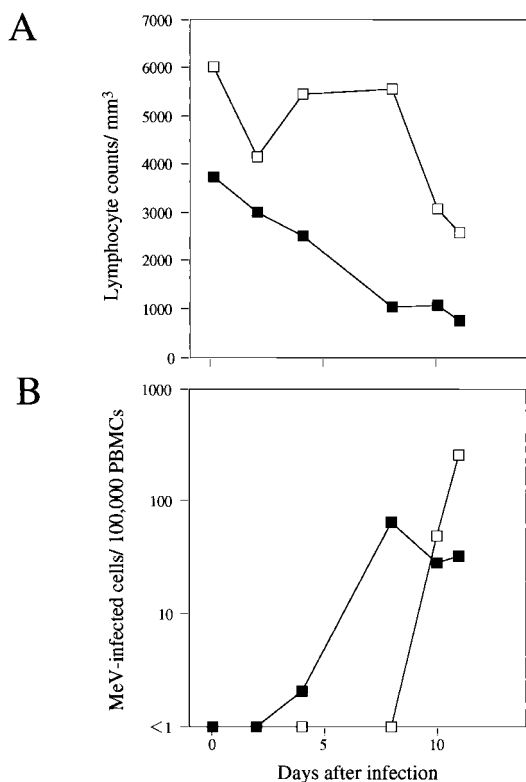 A
Lymphocyte counts/ mm³
7000
6000
5000
4000
3000
2000
1000
0
B
MeV-infected cells/ 100,000 PBMCs
1000
100
10
<1
0 5 10
Days after infection